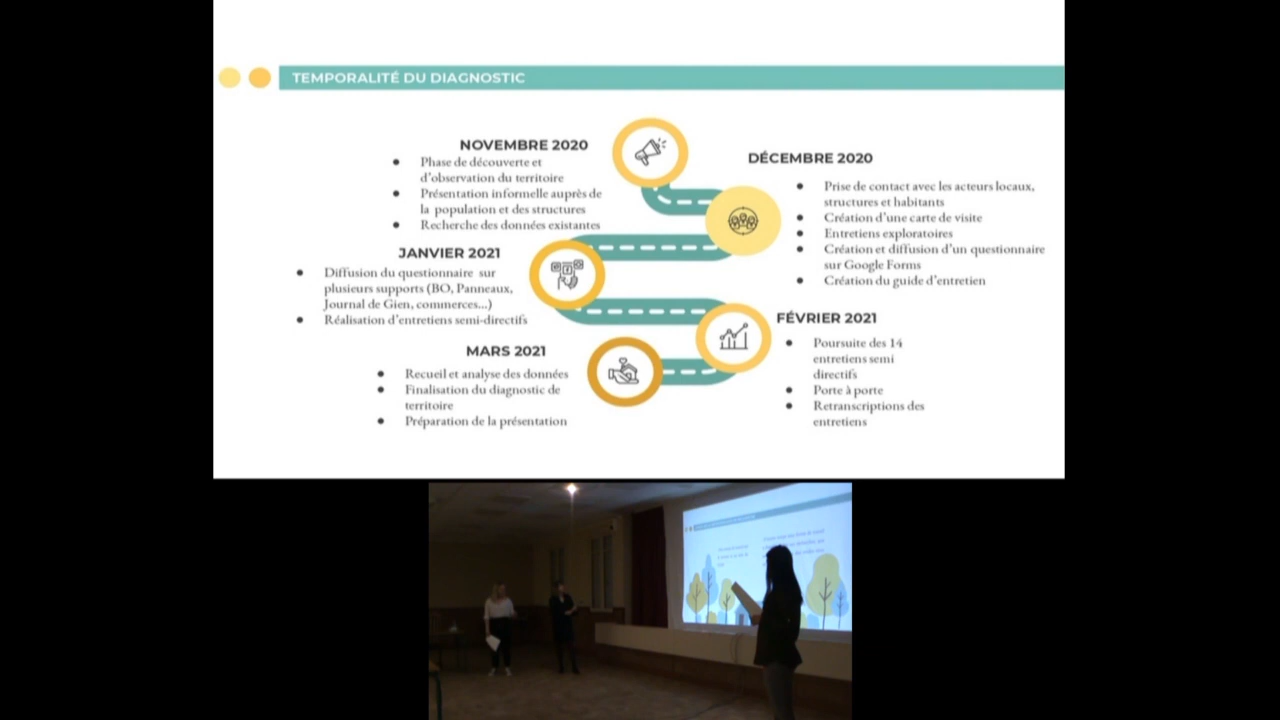 TEMPORALITÉ DU DIAGNOSTIC
NOVEMBRE 2020
● Phase de découverte et
d'observation du territoire
● Présentation informelle auprès de
la population et des structures
● Recherche des données existantes
DÉCEMBRE 2020
● Prise de contact avec les acteurs locaux,
structures et habitants
● Création d'une carte de visite
● Entretiens exploratoires
● Création et diffusion d'un questionnaire
sur Google Forms
● Création du guide d'entretien
JANVIER 2021
● Diffusion du questionnaire sur
plusieurs supports (BO, Panneaux,
Journal de Gien, commerces...)
● Réalisation d'entretiens semi-directifs
FÉVRIER 2021
● Poursuite des 14
entretiens semi
directifs
● Porte à porte
● Retranscriptions des
entretiens
MARS 2021
● Recueil et analyse des données
● Finalisation du diagnostic de
territoire
● Préparation de la présentation